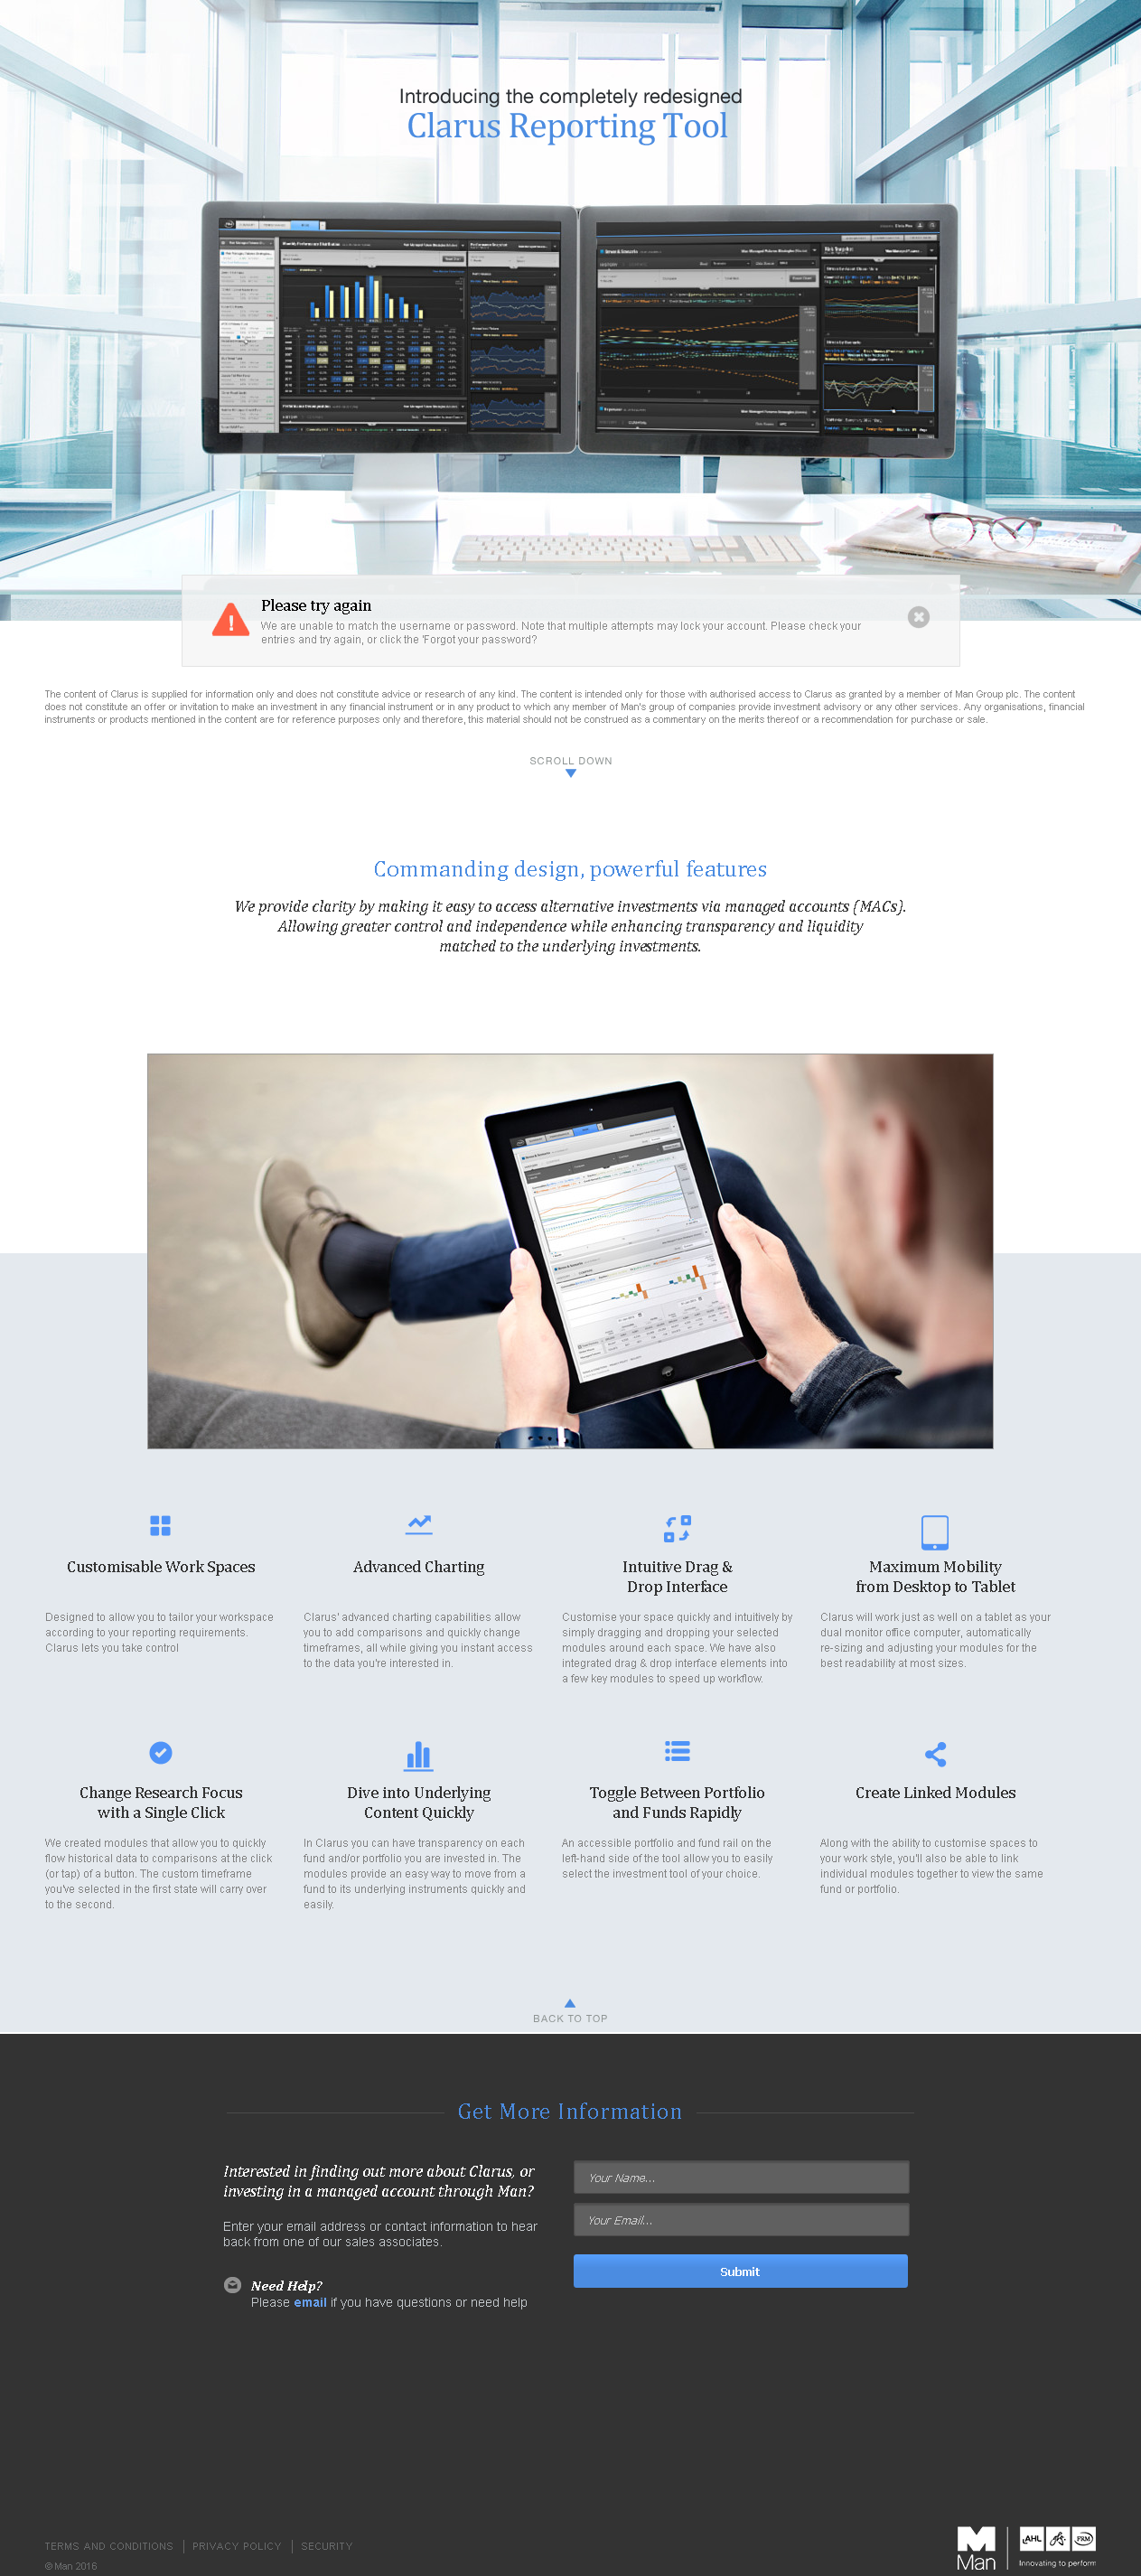 Introducing the completely redesigned
Clarus Reporting Tool
Please try again
We are unable to match the username or password. Note that multiple attempts may lock your account. Please check your
entries and try again, or click the 'Forgot your password?
The content of Clarus is supplied for information only and does not constitute advice or research of any kind. The content is intended only for those with authorised access to Clarus as granted by a member of Man Group plc. The content
does not constitute an offer or invitation to make an investment in any financial instrument or in any product to which any member of Man's group of companies provide investment advisory or any other services. Any organisations, financial
instruments or products mentioned in the content are for reference purposes only and therefore, this material should not be construed as a commentary on the merits thereof or a recommendation for purchase or sale.
SCROLL DOWN
Commanding design, powerful features
We provide clarity by making it easy to access alternative investments via managed accounts (MACs).
Allowing greater control and independence while enhancing transparency and liquidity
matched to the underlying investments.
Customisable Work Spaces
Designed to allow you to tailor your workspace
according to your reporting requirements.
Clarus lets you take control
Advanced Charting
Clarus' advanced charting capabilities allow
you to add comparisons and quickly change
timeframes, all while giving you instant access
to the data you're interested in.
Intuitive Drag &
Drop Interface
Customise your space quickly and intuitively by
simply dragging and dropping your selected
modules around each space. We have also
integrated drag & drop interface elements into
a few key modules to speed up workflow.
Maximum Mobility
from Desktop to Tablet
Clarus will work just as well on a tablet as your
dual monitor office computer, automatically
re-sizing and adjusting your modules for the
best readability at most sizes.
Change Research Focus
with a Single Click
We created modules that allow you to quickly
flow historical data to comparisons at the click
(or tap) of a button. The custom timeframe
you've selected in the first state will carry over
to the second.
Dive into Underlying
Content Quickly
In Clarus you can have transparency on each
fund and/or portfolio you are invested in. The
modules provide an easy way to move from a
fund to its underlying instruments quickly and
easily.
Toggle Between Portfolio
and Funds Rapidly
An accessible portfolio and fund rail on the
left-hand side of the tool allow you to easily
select the investment tool of your choice.
Create Linked Modules
Along with the ability to customise spaces to
your work style, you'll also be able to link
individual modules together to view the same
fund or portfolio.
BACK TO TOP
Get More Information
Interested in finding out more about Clarus, or
investing in a managed account through Man?
Enter your email address or contact information to hear
back from one of our sales associates.
Need Help?
Please email if you have questions or need help
Your Name...
Your Email...
Submit
TERMS AND CONDITIONS | PRIVACY POLICY | SECURITY
© Man 2016
Man
AHL
FRM
Innovating to perform